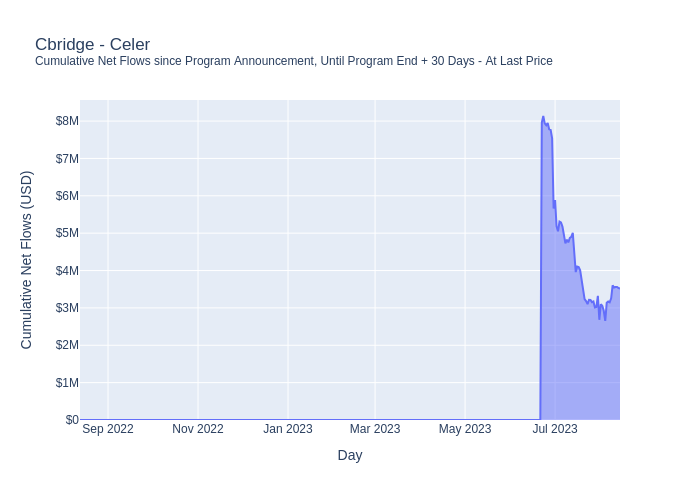 Cbridge - Celer
Cumulative Net Flows since Program Announcement, Until Program End + 30 Days - At Last Price
Cumulative Net Flows (USD)
$8M
$7M
$6M
$5M
$4M
$3M
$2M
$1M
$0
Sep 2022
Nov 2022
Jan 2023
Mar 2023
May 2023
Jul 2023
Day